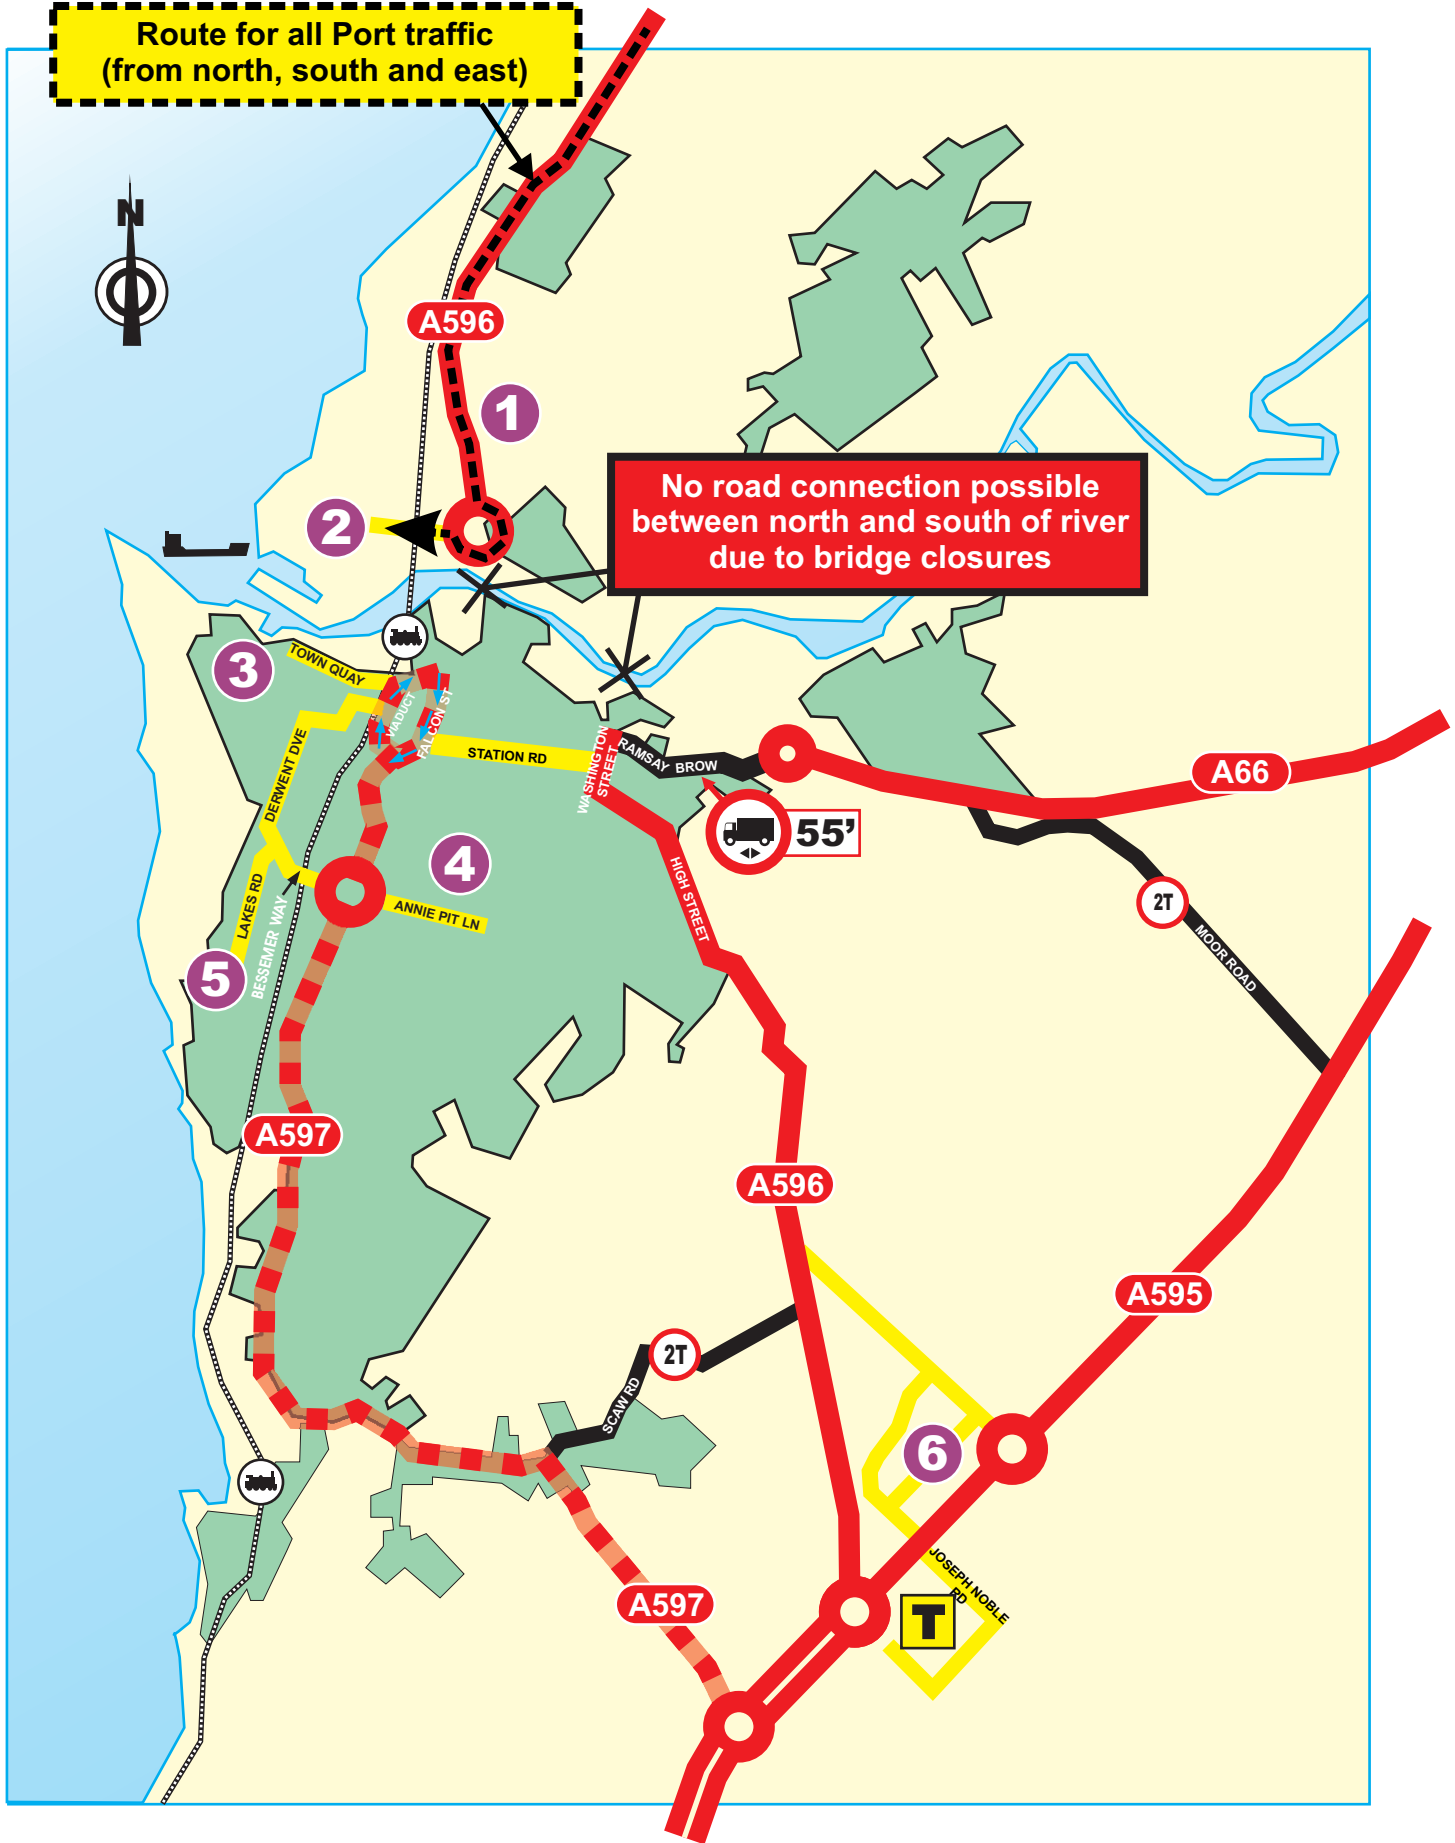 Route for all Port traffic
(from north, south and east)
N
A596
1
2
No road connection possible
between north and south of river
due to bridge closures
3
TOWN QUAY
VIADUCT
FALCON ST
DERWENT DVE
STATION RD
WASHINGTON
STREET
RAMSAY BROW
A66
55’
4
HIGH STREET
LAKES RD
BESSEMER WAY
ANNIE PIT LN
2T
MOOR ROAD
5
A597
A596
A595
2T
SCAW RD
6
JOSEPH NOBLE
RD
A597
T